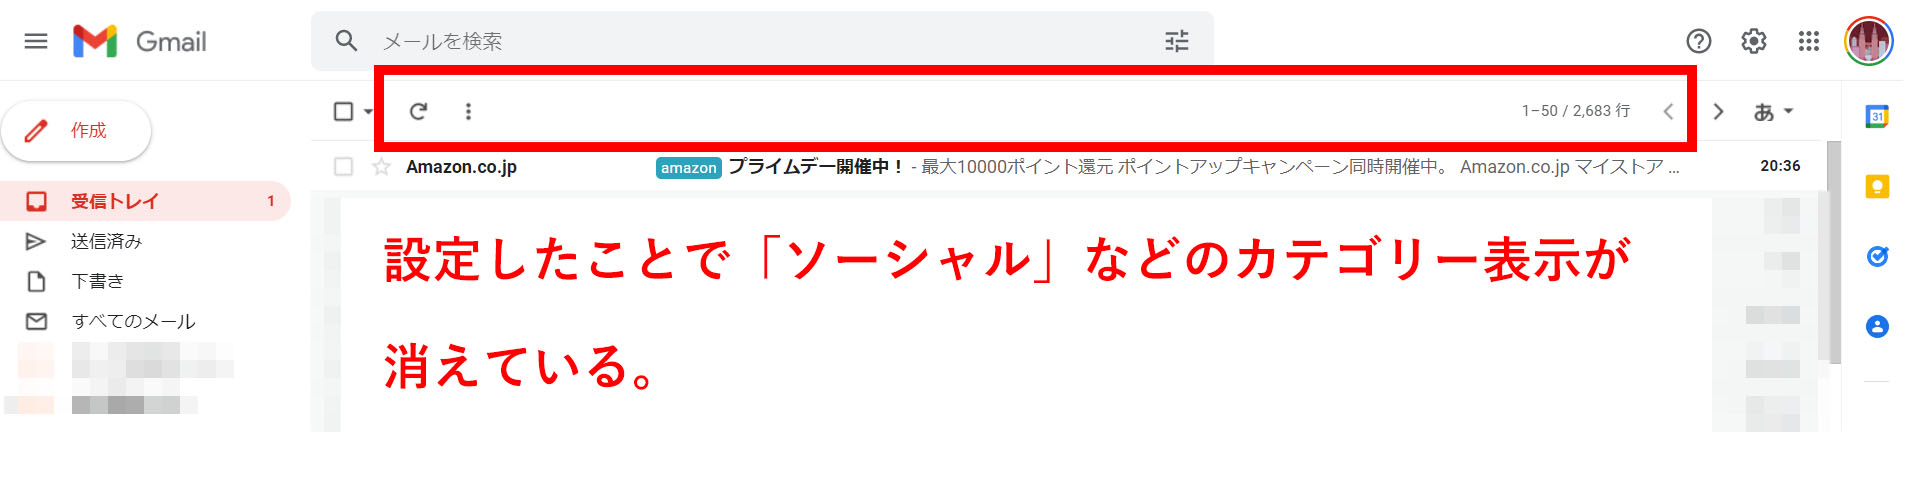 Gmail
メールを検索
作成
1–50 / 2,683 行
あ
31
受信トレイ 1
Amazon.co.jp amazon プライムデー開催中！ - 最大10000ポイント還元 ポイントアップキャンペーン同時開催中。 Amazon.co.jp マイストア ... 20:36
送信済み
下書き
すべてのメール
設定したことで「ソーシャル」などのカテゴリー表示が
消えている。